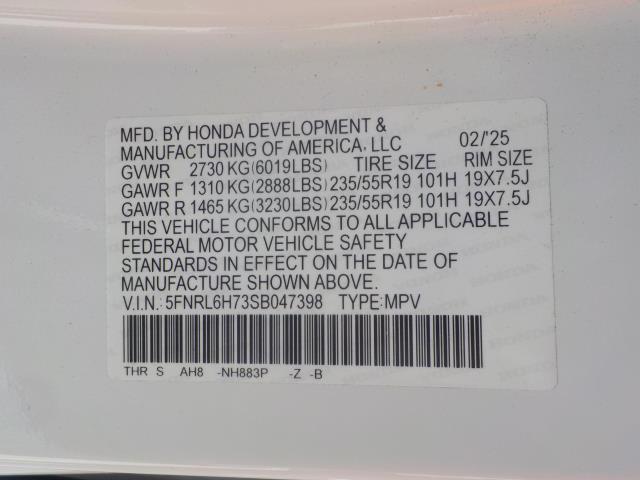 MFD. BY HONDA DEVELOPMENT &
MANUFACTURING OF AMERICA, LLC 02/'25
GVWR 2730 KG(6019LBS) TIRE SIZE RIM SIZE
GAWR F 1310 KG(2888LBS) 235/55R19 101H 19X7.5J
GAWR R 1465 KG(3230LBS) 235/55R19 101H 19X7.5J
THIS VEHICLE CONFORMS TO ALL APPLICABLE
FEDERAL MOTOR VEHICLE SAFETY
STANDARDS IN EFFECT ON THE DATE OF
MANUFACTURE SHOWN ABOVE.
V.I.N.: 5FNRL6H73SB047398 TYPE:MPV
THR S AH8 -NH883P -Z -B